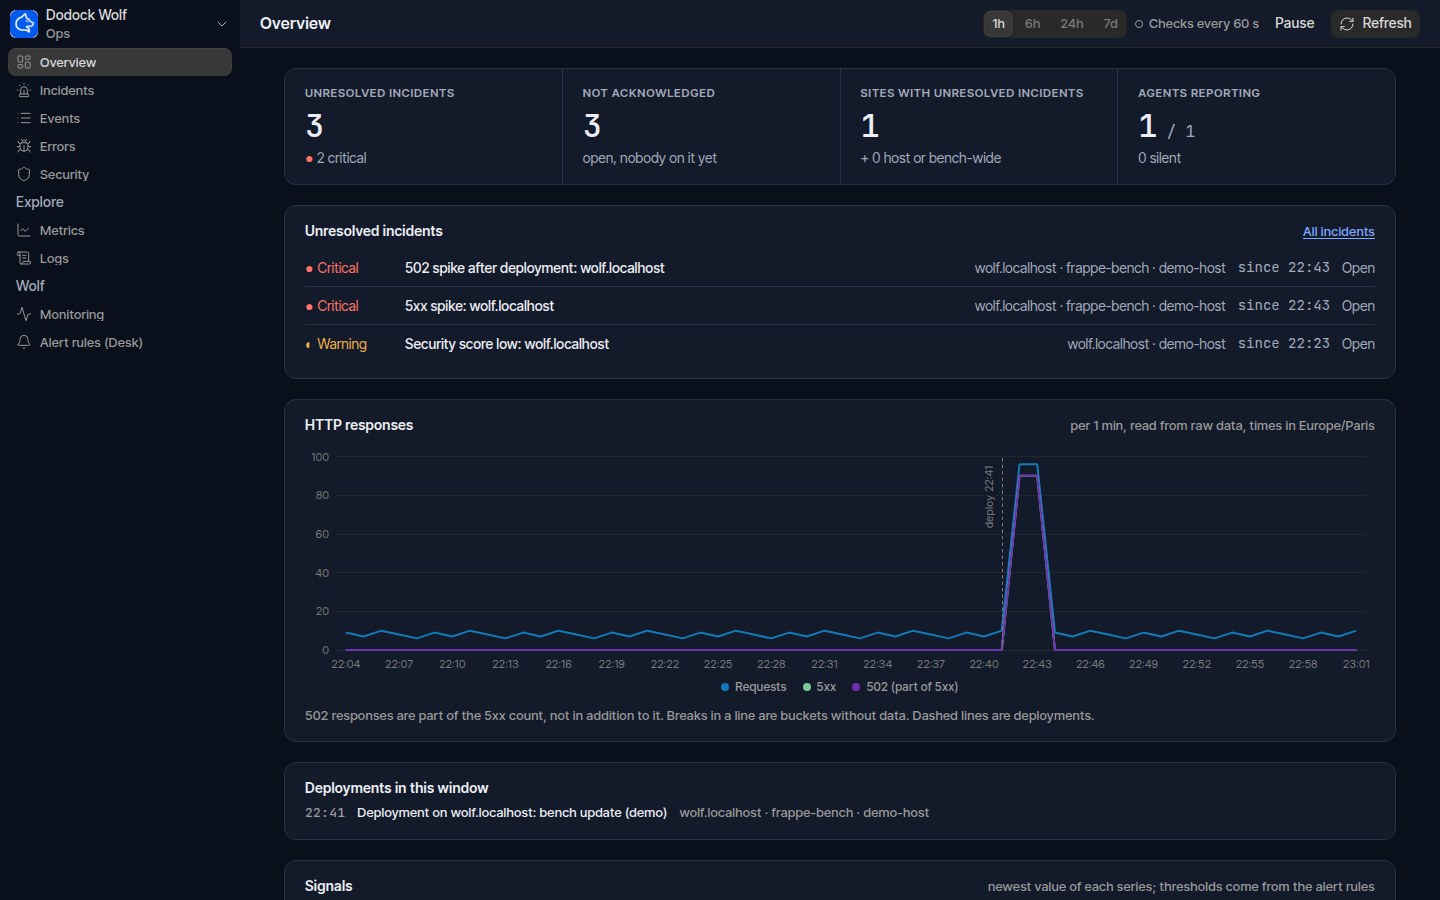 Dodock Wolf
Ops
Overview
Incidents
Events
Errors
Security
Explore
Metrics
Logs
Wolf
Monitoring
Alert rules (Desk)
Overview
1h 6h 24h 7d Checks every 60 s Pause Refresh
UNRESOLVED INCIDENTS
3
2 critical
NOT ACKNOWLEDGED
3
open, nobody on it yet
SITES WITH UNRESOLVED INCIDENTS
1
+ 0 host or bench-wide
AGENTS REPORTING
1 / 1
0 silent
Unresolved incidents All incidents
Critical 502 spike after deployment: wolf.localhost wolf.localhost · frappe-bench · demo-host since 22:43 Open
Critical 5xx spike: wolf.localhost wolf.localhost · frappe-bench · demo-host since 22:43 Open
Warning Security score low: wolf.localhost wolf.localhost · demo-host since 22:23 Open
HTTP responses per 1 min, read from raw data, times in Europe/Paris
100
80
60
40
20
0
deploy 22:41
22:04 22:07 22:10 22:13 22:16 22:19 22:22 22:25 22:28 22:31 22:34 22:37 22:40 22:43 22:46 22:49 22:52 22:55 22:58 23:01
Requests 5xx 502 (part of 5xx)
502 responses are part of the 5xx count, not in addition to it. Breaks in a line are buckets without data. Dashed lines are deployments.
Deployments in this window
22:41 Deployment on wolf.localhost: bench update (demo) wolf.localhost · frappe-bench · demo-host
Signals newest value of each series; thresholds come from the alert rules